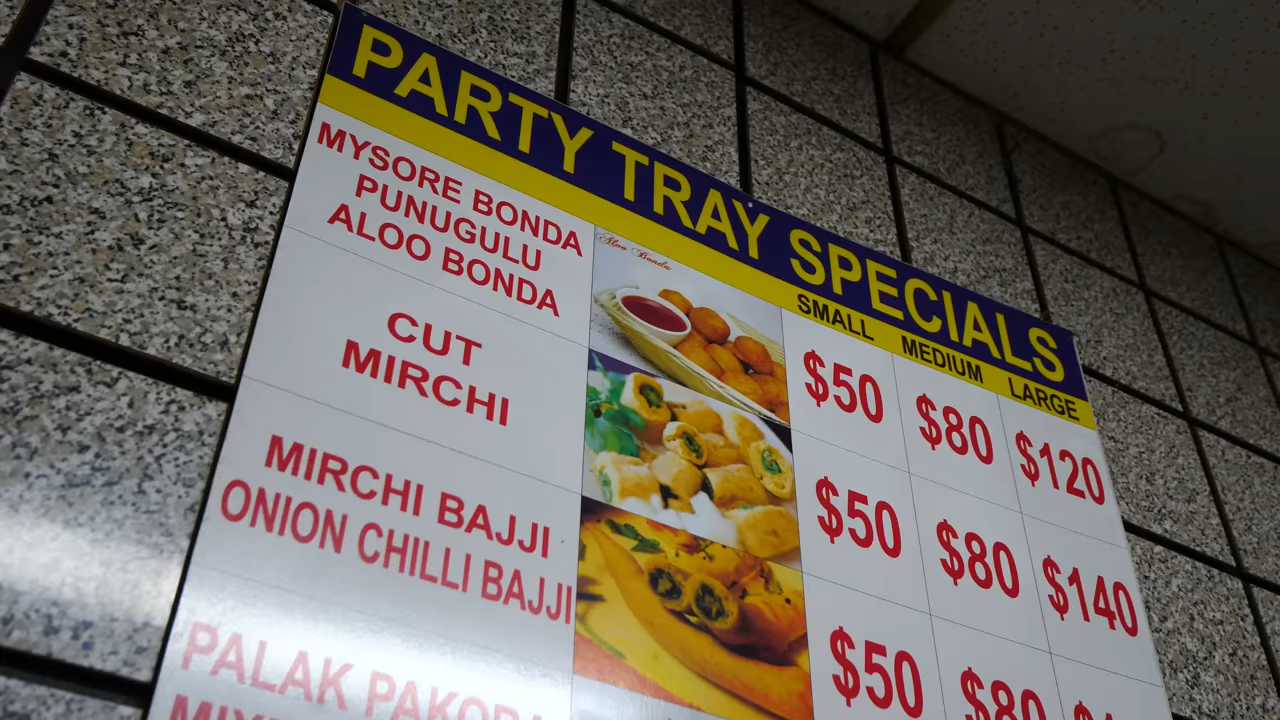 PARTY TRAY SPECIALS
SMALL MEDIUM LARGE
MYSORE BONDA
PUNUGULU
ALOO BONDA
Aloo Bonda
$50 $80 $120
CUT
MIRCHI
$50 $80 $140
MIRCHI BAJJI
ONION CHILLI BAJJI
$50 $80
PALAK PAKORA